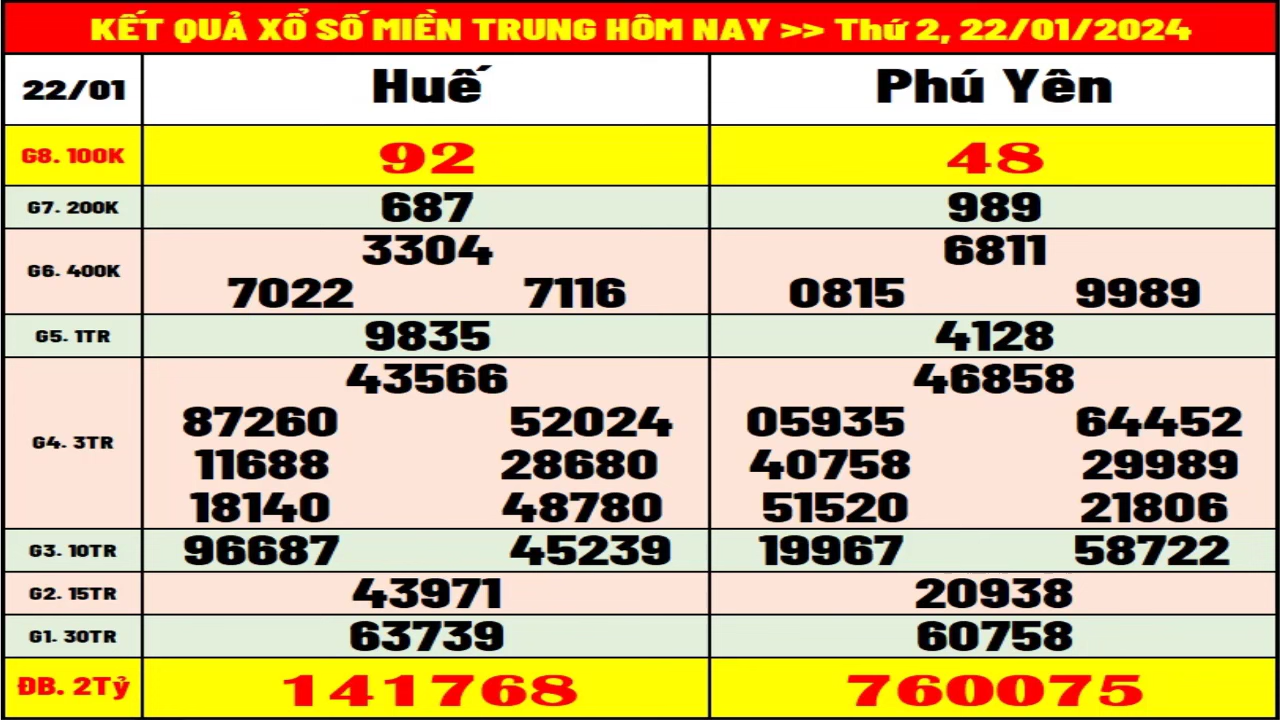 KẾT QUẢ XỔ SỐ MIỀN TRUNG HÔM NAY >> Thứ 2, 22/01/2024
22/01 Huế Phú Yên
G8. 100K 92 48
G7. 200K 687 989
3304 6811
G6. 400K
7022 7116 0815 9989
G5. 1TR 9835 4128
43566 46858
87260 52024 05935 64452
G4. 3TR
11688 28680 40758 29989
18140 48780 51520 21806
G3. 10TR 96687 45239 19967 58722
G2. 15TR 43971 20938
G1. 30TR 63739 60758
ĐB. 2Tỷ 141768 760075